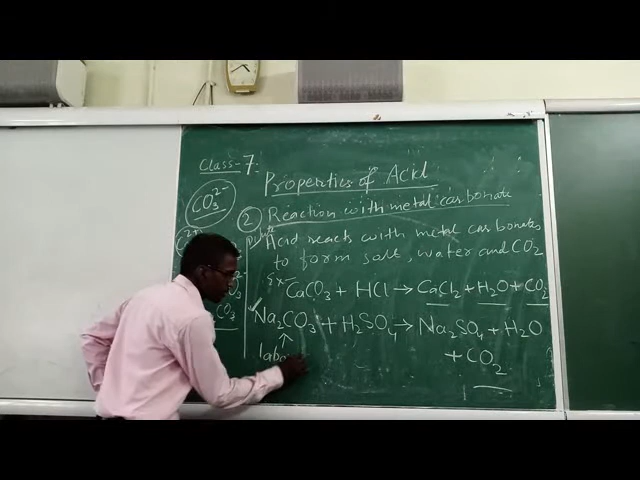 Class-7:
Properties of Acid
CO₃²⁻
② Reaction with metal carbonate
Acid reacts with metal carbonates
to form salt, water and CO₂
Ex-
CaCO₃ + HCl → CaCl₂ + H₂O + CO₂
Na₂CO₃ + H₂SO₄ → Na₂SO₄ + H₂O
+ CO₂